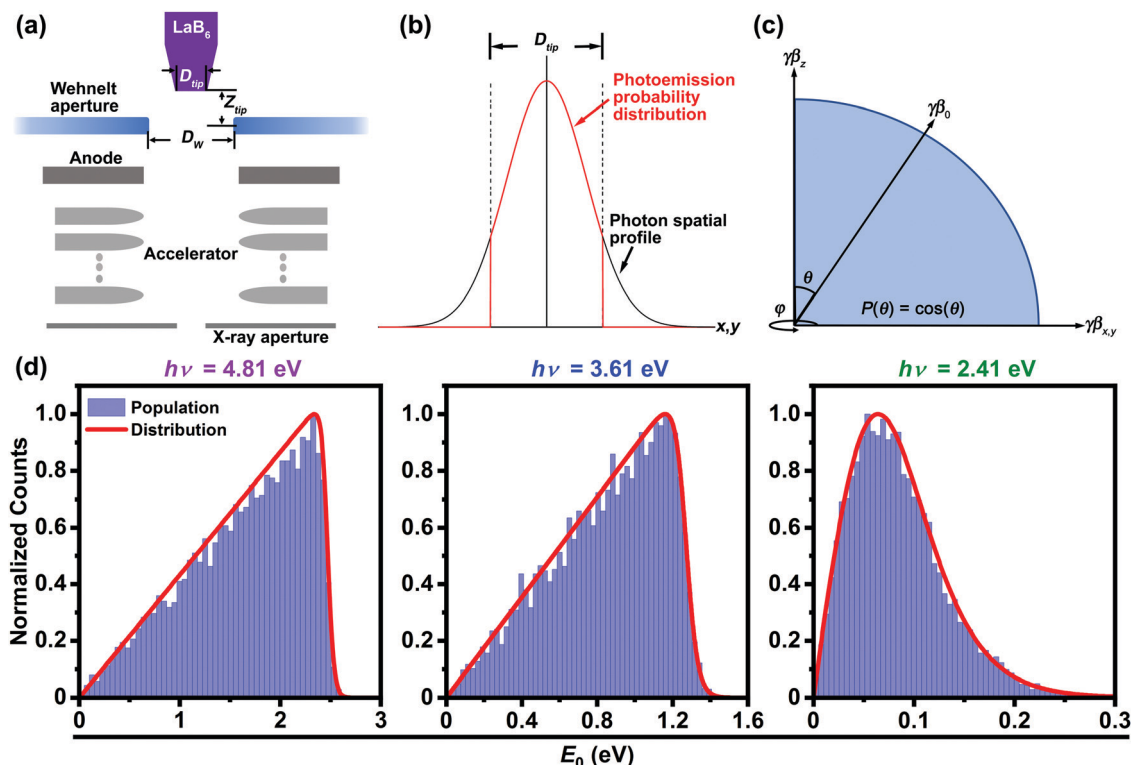 (a)
LaB6
Dtip
Wehnelt
aperture
Ztip
DW
Anode
Accelerator
X-ray aperture
(b)
Dtip
Photoemission
probability
distribution
Photon spatial
profile
x,y
(c)
γβz
γβ0
θ
φ
P(θ) = cos(θ)
γβx,y
(d)
hν = 4.81 eV
hν = 3.61 eV
hν = 2.41 eV
Population
Distribution
Normalized Counts
1.0
0.8
0.6
0.4
0.2
0
0
1
2
3
1.0
0.8
0.6
0.4
0.2
0
0
0.4
0.8
1.2
1.6
1.0
0.8
0.6
0.4
0.2
0
0
0.1
0.2
0.3
E0 (eV)